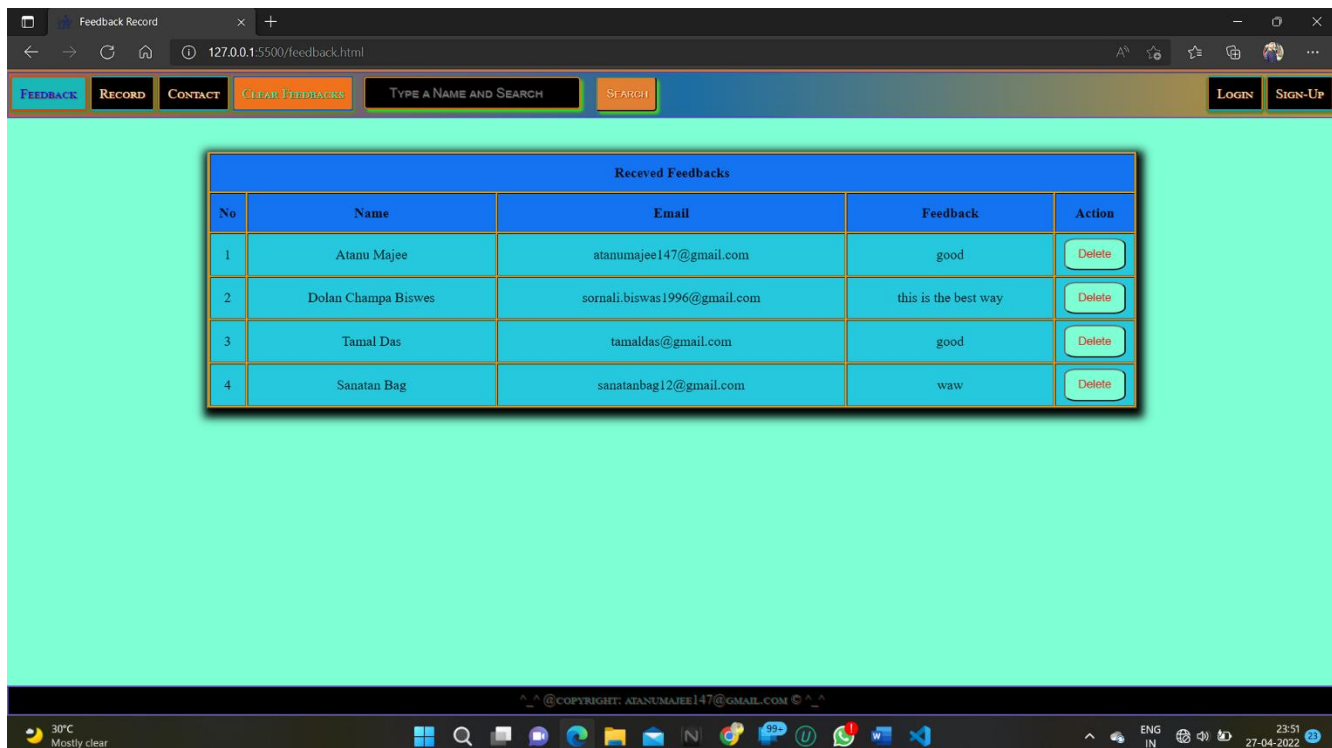 Feedback Record
127.0.0.1:5500/feedback.html
Feedback Record Contact Clear Feedbacks Type a Name and Search Search Login Sign-Up
Receved Feedbacks
No Name Email Feedback Action
1 Atanu Majee atanumajee147@gmail.com good Delete
2 Dolan Champa Biswes sornali.biswas1996@gmail.com this is the best way Delete
3 Tamal Das tamaldas@gmail.com good Delete
4 Sanatan Bag sanatanbag12@gmail.com waw Delete
^_^ @copyright: atanumajee147@gmail.com © ^_^
30°C
Mostly clear
99+
ENG
IN
23:51
27-04-2022
23